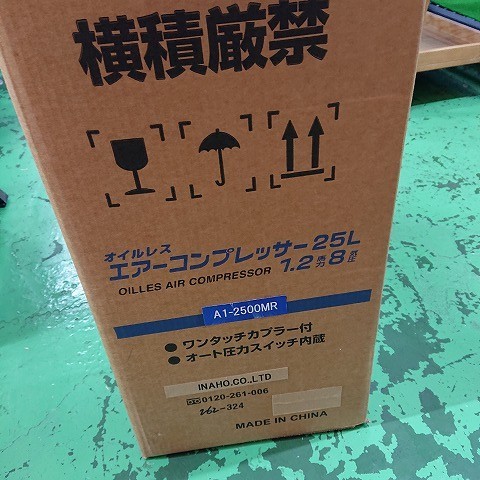 横積厳禁
オイルレス
エアーコンプレッサー25L
OILLES AIR COMPRESSOR 1.2馬力 8気圧
A1-2500MR
• ワンタッチカプラー付
• オート圧力スイッチ内蔵
INAHO.CO.,LTD
0120-261-006
MADE IN CHINA